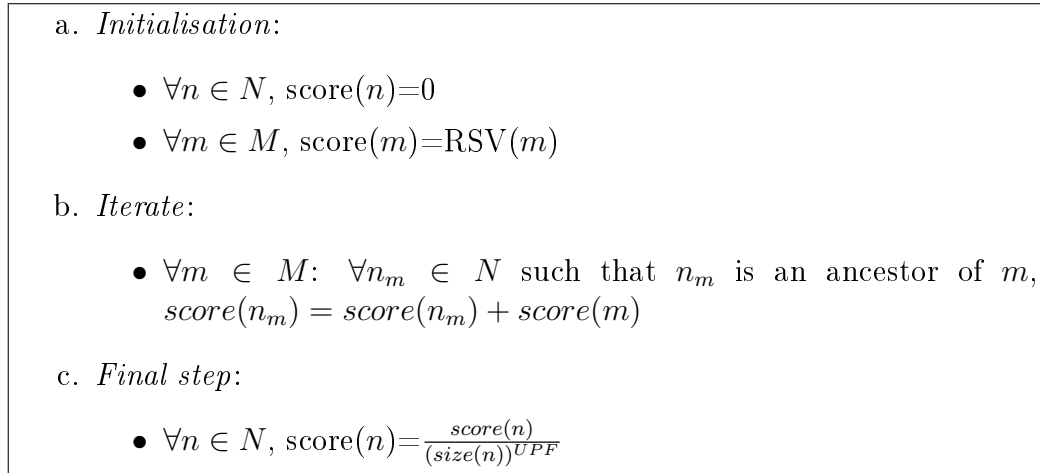 a. Initialisation:
• ∀n ∈ N, score(n)=0
• ∀m ∈ M, score(m)=RSV(m)
b. Iterate:
• ∀m ∈ M: ∀n_m ∈ N such that n_m is an ancestor of m,
score(n_m) = score(n_m) + score(m)
c. Final step:
• ∀n ∈ N, score(n)=\frac{score(n)}{(size(n))^{UPF}}